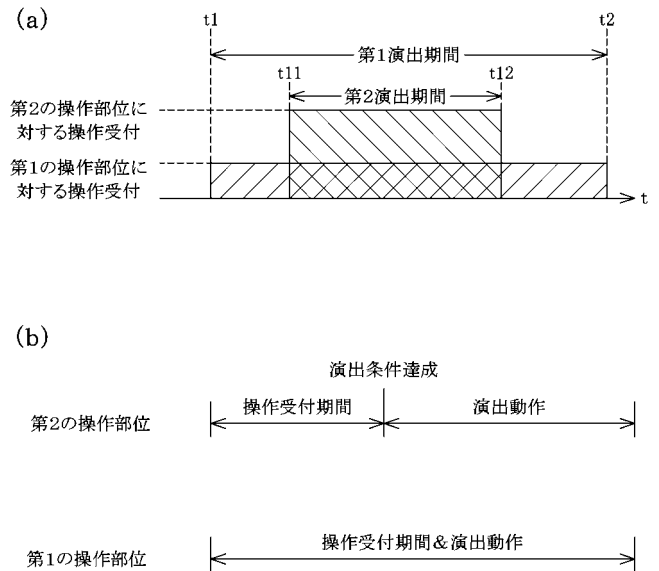 (a)
t1
t2
第1演出期間
t11
t12
第2演出期間
第2の操作部位に
対する操作受付
第1の操作部位に
対する操作受付
t
(b)
演出条件達成
操作受付期間
演出動作
第2の操作部位
操作受付期間&演出動作
第1の操作部位